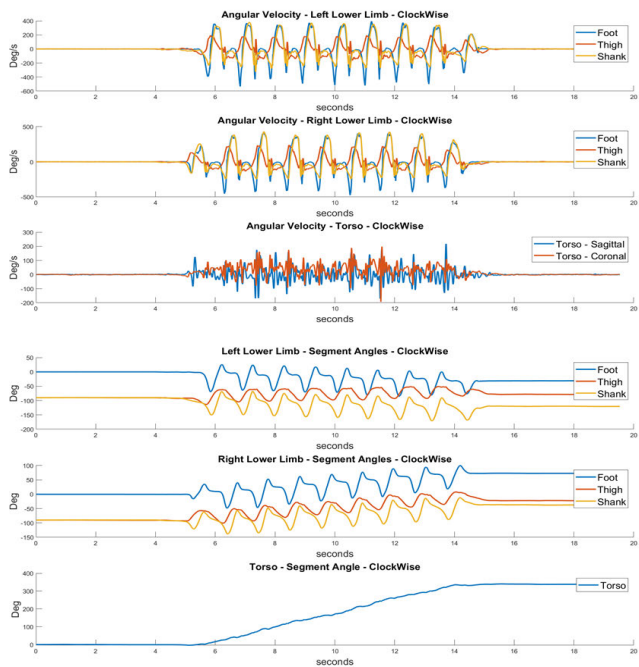 Angular Velocity - Left Lower Limb - ClockWise
400
200
0
-200
-400
-600
Deg/s
Foot
Thigh
Shank
0 2 4 6 8 10 12 14 16 18 20
seconds
Angular Velocity - Right Lower Limb - ClockWise
500
0
-500
Deg/s
Foot
Thigh
Shank
0 2 4 6 8 10 12 14 16 18 20
seconds
Angular Velocity - Torso - ClockWise
300
200
100
0
-100
-200
Deg/s
Torso - Sagittal
Torso - Coronal
0 2 4 6 8 10 12 14 16 18 20
seconds
Left Lower Limb - Segment Angles - ClockWise
50
0
-50
-100
-150
-200
Deg
Foot
Thigh
Shank
0 2 4 6 8 10 12 14 16 18 20
seconds
Right Lower Limb - Segment Angles - ClockWise
100
50
0
-50
-100
-150
Deg
Foot
Thigh
Shank
0 2 4 6 8 10 12 14 16 18 20
seconds
Torso - Segment Angle - ClockWise
400
300
200
100
0
Deg
Torso
0 2 4 6 8 10 12 14 16 18 20
seconds